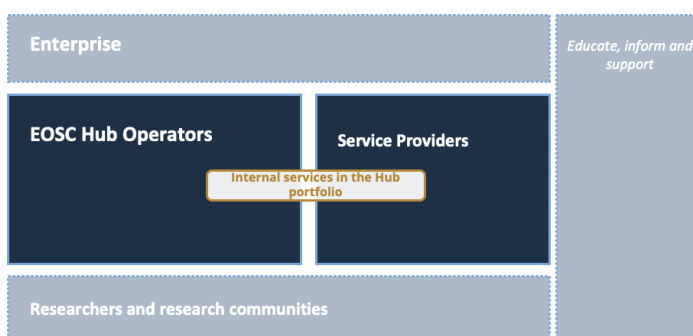 Enterprise
Educate, inform and
support
EOSC Hub Operators
Service Providers
Internal services in the Hub
portfolio
Researchers and research communities